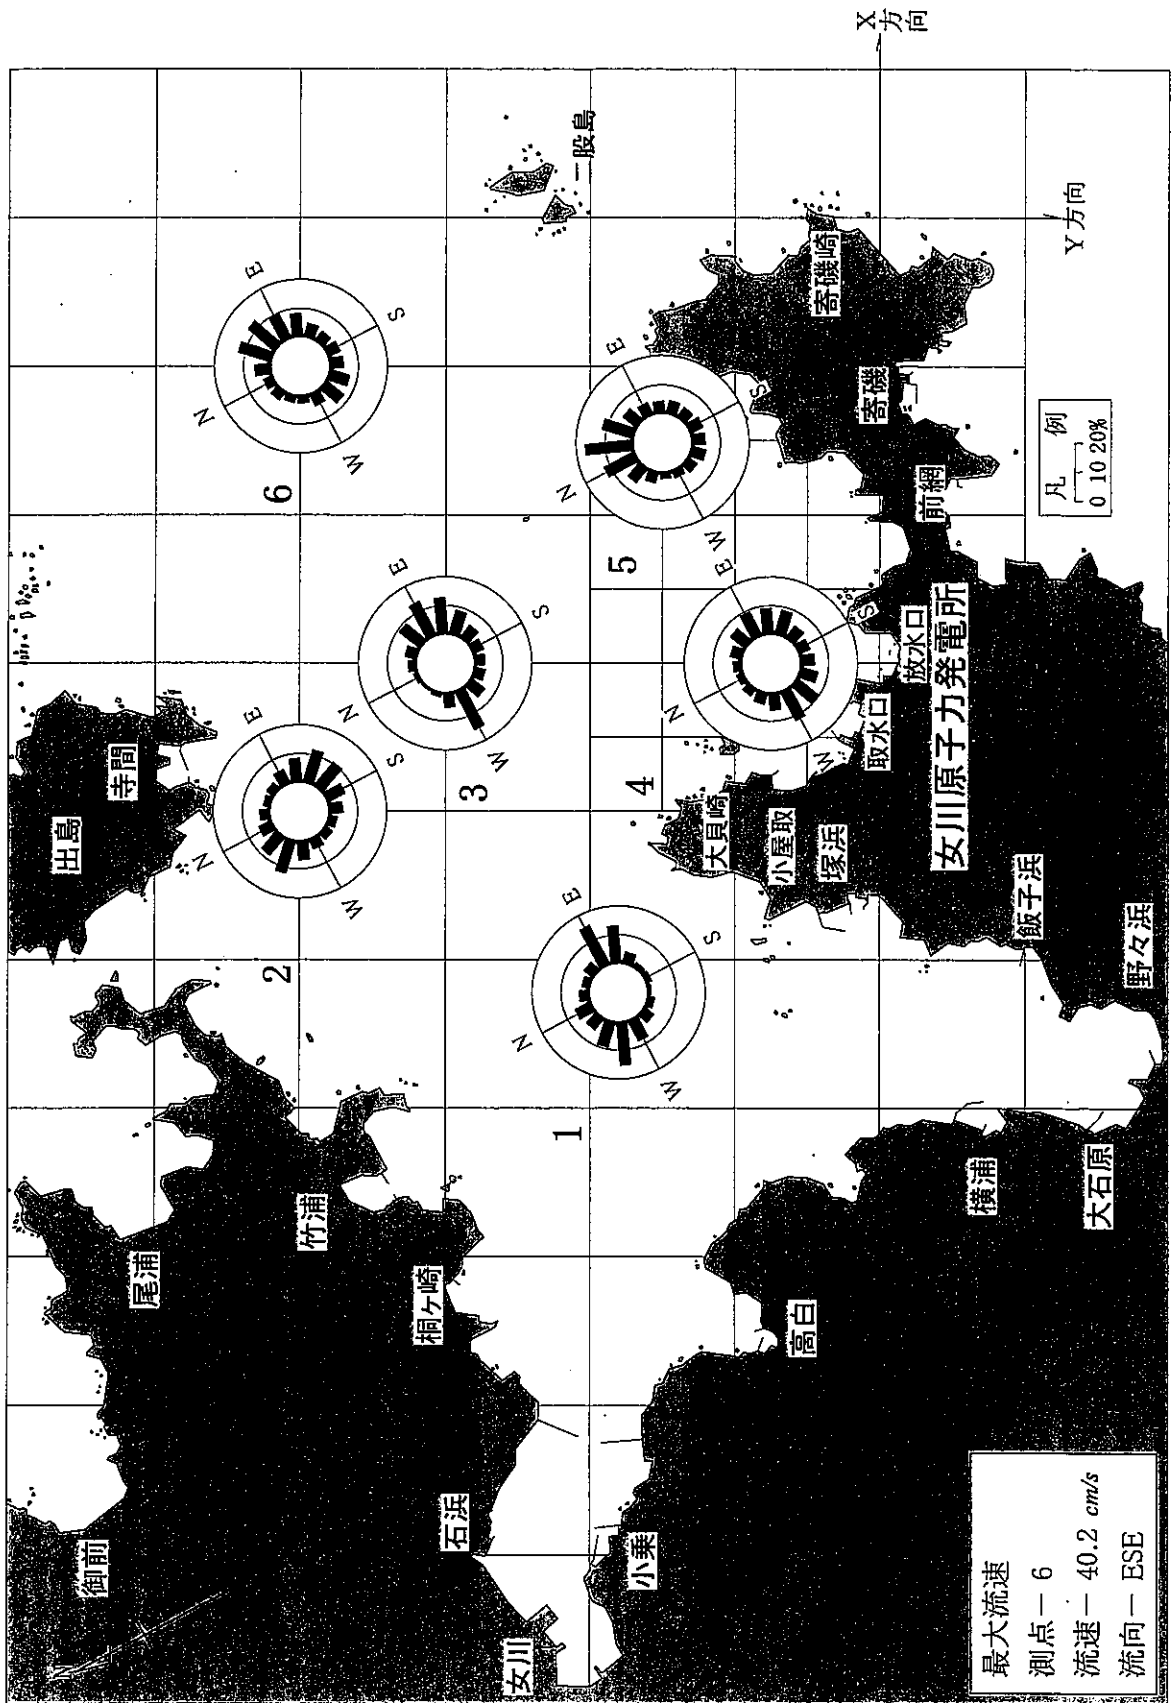 X方向
Y方向
二股島
寄磯崎
寄磯
前網
凡 例
0 10 20%
出島
寺間
6
N
E
S
W
5
N
E
S
W
3
N
E
S
W
4
N
E
S
W
2
N
E
S
W
1
N
E
S
W
放水口
取水口
女川原子力発電所
大貝崎
小屋取
塚浜
飯子浜
野々浜
尾浦
竹浦
桐ヶ崎
横浦
大石原
高白
御前
石浜
小乗
女川
N
最大流速
測点－6
流速－40.2 cm/s
流向－ESE